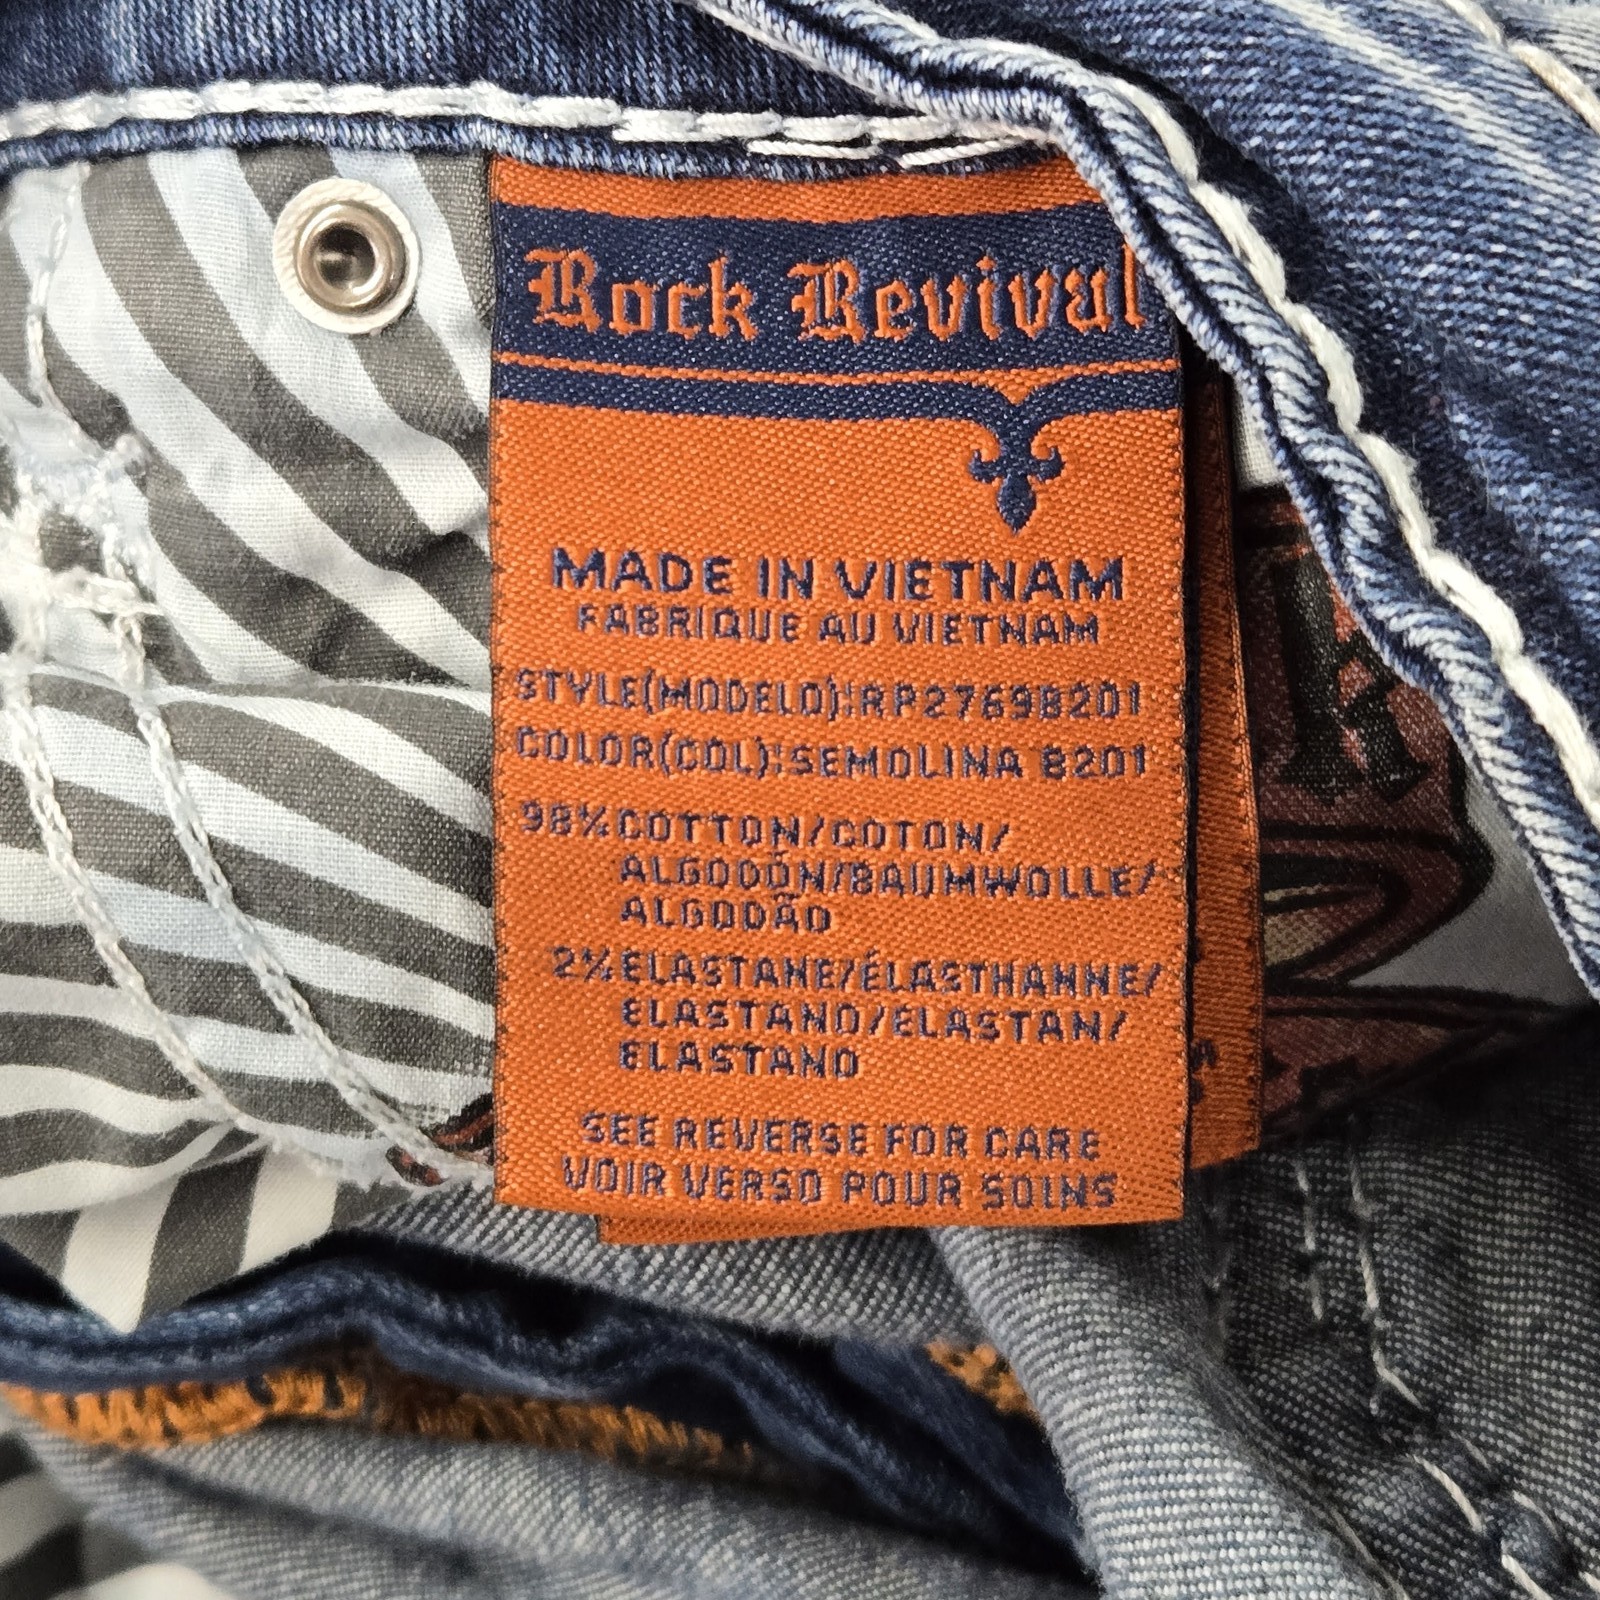 Rock Revival
MADE IN VIETNAM
FABRIQUE AU VIETNAM
STYLE(MODELO):RP2769B201
COLOR(COL):SEMOLINA B201
98%COTTON/COTON/
ALGODÓN/BAUMWOLLE/
ALGODÃO
2%ELASTANE/ÉLASTHANNE/
ELASTANO/ELASTAN/
ELASTANO
SEE REVERSE FOR CARE
VOIR VERSO POUR SOINS